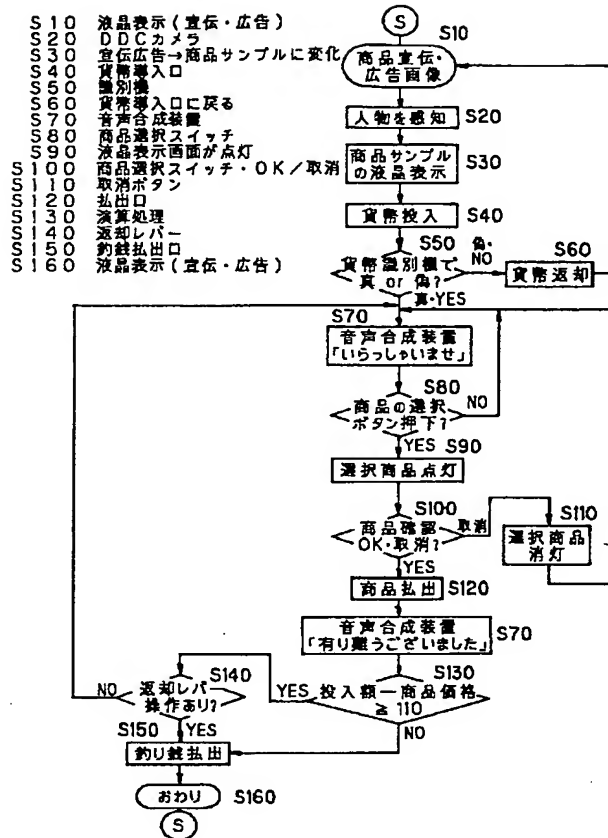 S10 液晶表示(宣伝・広告)
S20 DDCカメラ
S30 宣伝広告→商品サンプルに変化
S40 貨幣導入口
S50 識別機
S60 貨幣導入口に戻る
S70 音声合成装置
S80 商品選択スイッチ
S90 液晶表示画面が点灯
S100 商品選択スイッチ・OK/取消
S110 取消ボタン
S120 払出口
S130 演算処理
S140 返却レバー
S150 釣銭払出口
S160 液晶表示(宣伝・広告)
S
S10
商品宣伝・
広告画像
人物を感知
S20
商品サンプル
の液晶表示
S30
貨幣投入
S40
S50
貨幣識別機で
真 or 偽?
偽・
NO
S60
貨幣返却
真・YES
S70
音声合成装置
「いらっしゃいませ」
S80
商品の選択
ボタン押下?
NO
YES
S90
選択商品点灯
S100
商品確認
OK・取消?
取消
S110
選択商品
消灯
YES
商品払出
S120
音声合成装置
「有り難うございました」
S70
S130
投入額ー商品価格
≧110
YES
NO
S140
返却レバー
操作あり?
NO
YES
S150
釣り銭払出
おわり
S160
S